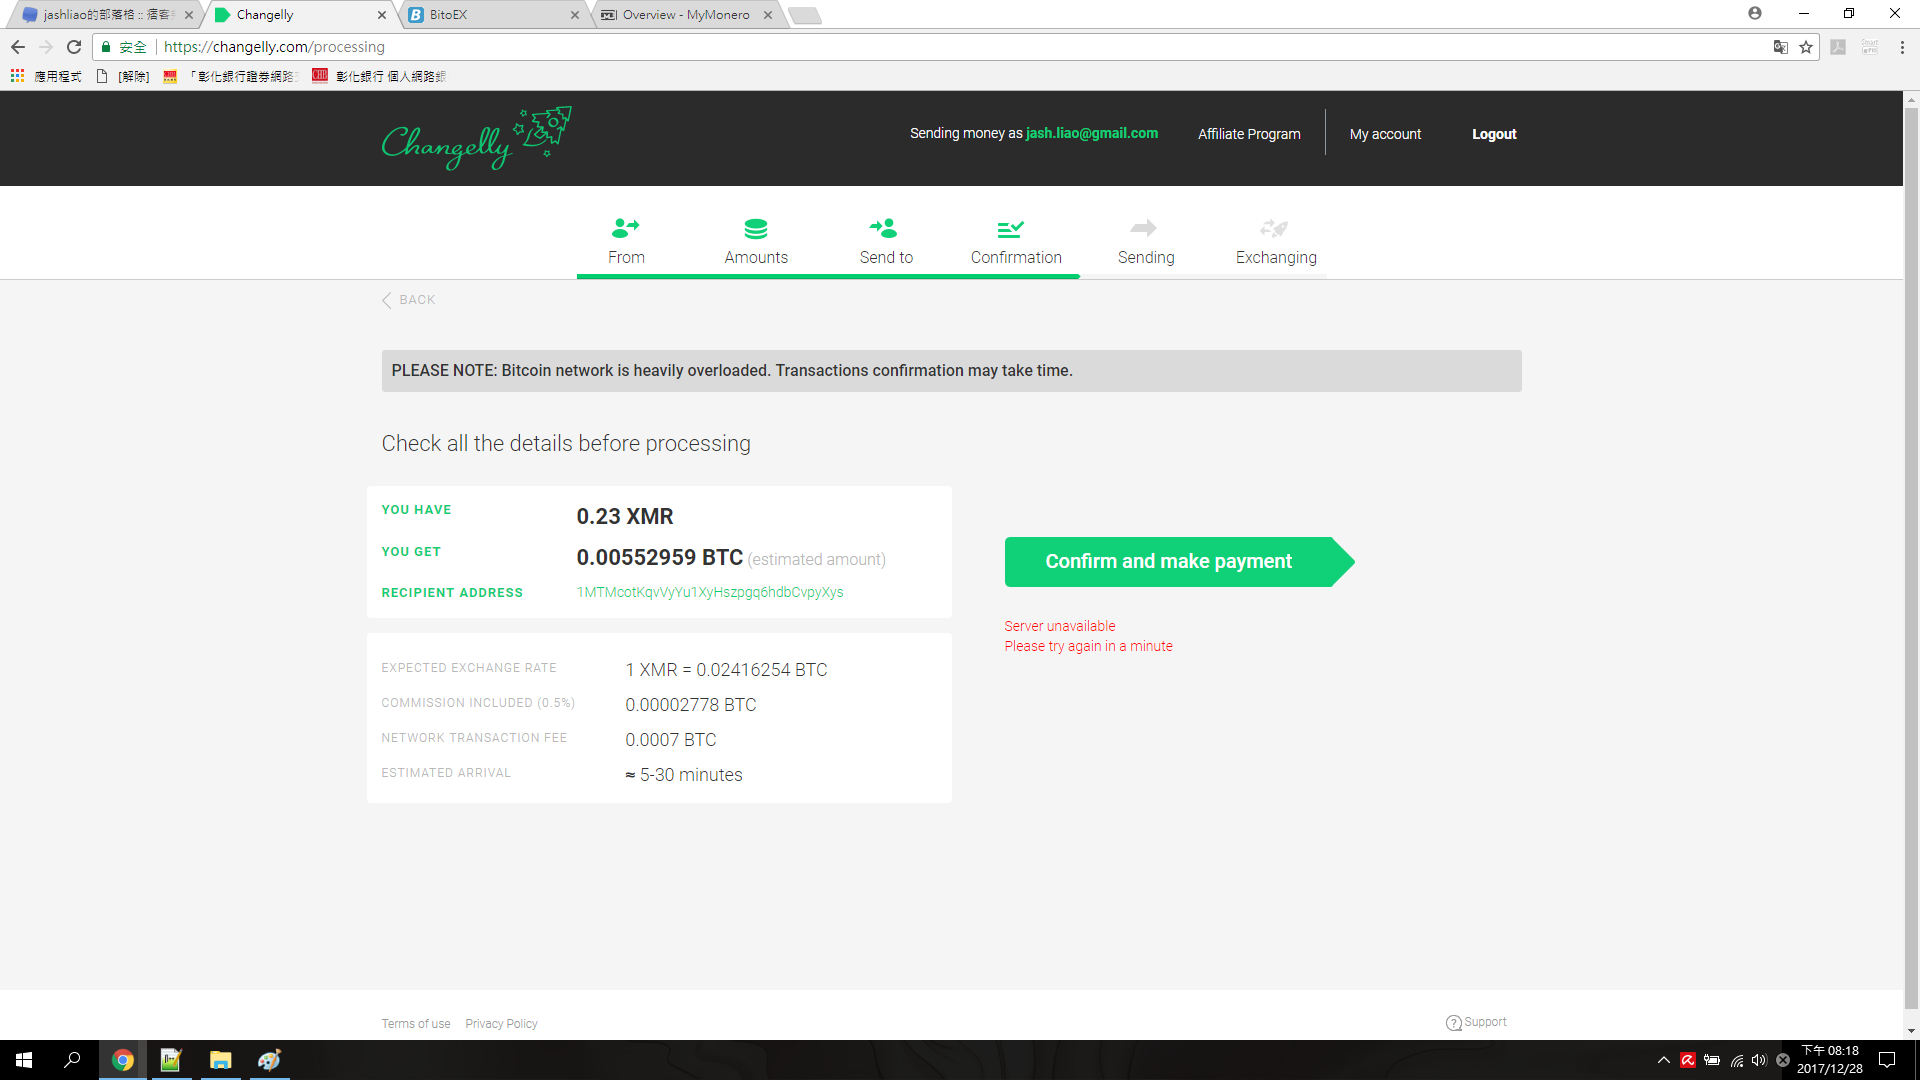 jashliao的部落格 :: 痞客
Changelly
BitoEX
Overview - MyMonero
安全
https://changelly.com/processing
應用程式
[解除]
「彰化銀行證券網路
彰化銀行 個人網路銀
Changelly
Sending money as jash.liao@gmail.com
Affiliate Program
My account
Logout
From
Amounts
Send to
Confirmation
Sending
Exchanging
BACK
PLEASE NOTE: Bitcoin network is heavily overloaded. Transactions confirmation may take time.
Check all the details before processing
YOU HAVE
0.23 XMR
YOU GET
0.00552959 BTC (estimated amount)
RECIPIENT ADDRESS
1MTMcotKqvVyYu1XyHszpgq6hdbCvpyXys
Confirm and make payment
Server unavailable
Please try again in a minute
EXPECTED EXCHANGE RATE
1 XMR = 0.02416254 BTC
COMMISSION INCLUDED (0.5%)
0.00002778 BTC
NETWORK TRANSACTION FEE
0.0007 BTC
ESTIMATED ARRIVAL
≈ 5-30 minutes
Terms of use
Privacy Policy
Support
下午 08:18
2017/12/28